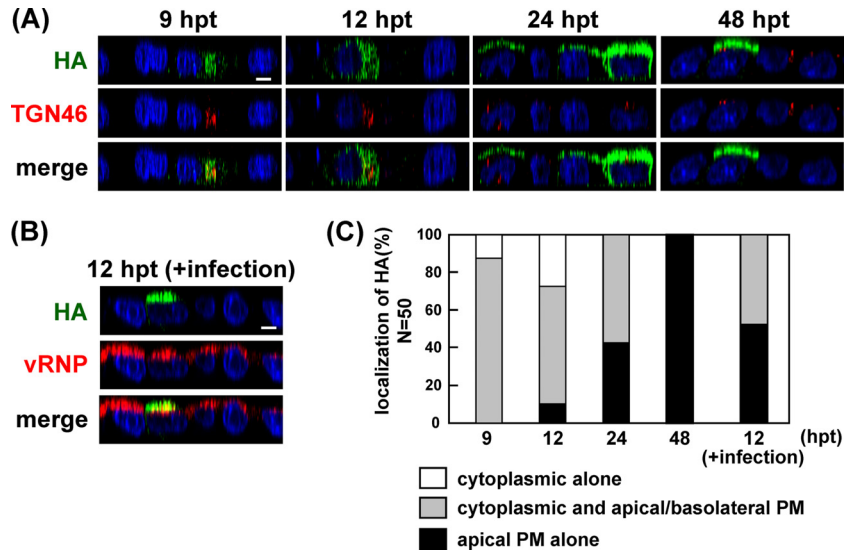 (A)
9 hpt 12 hpt 24 hpt 48 hpt
HA
TGN46
merge
(B)
12 hpt (+infection)
HA
vRNP
merge
(C)
localization of HA(%)
N=50
100
80
60
40
20
0
9 12 24 48 12 (hpt)
(+infection)
cytoplasmic alone
cytoplasmic and apical/basolateral PM
apical PM alone